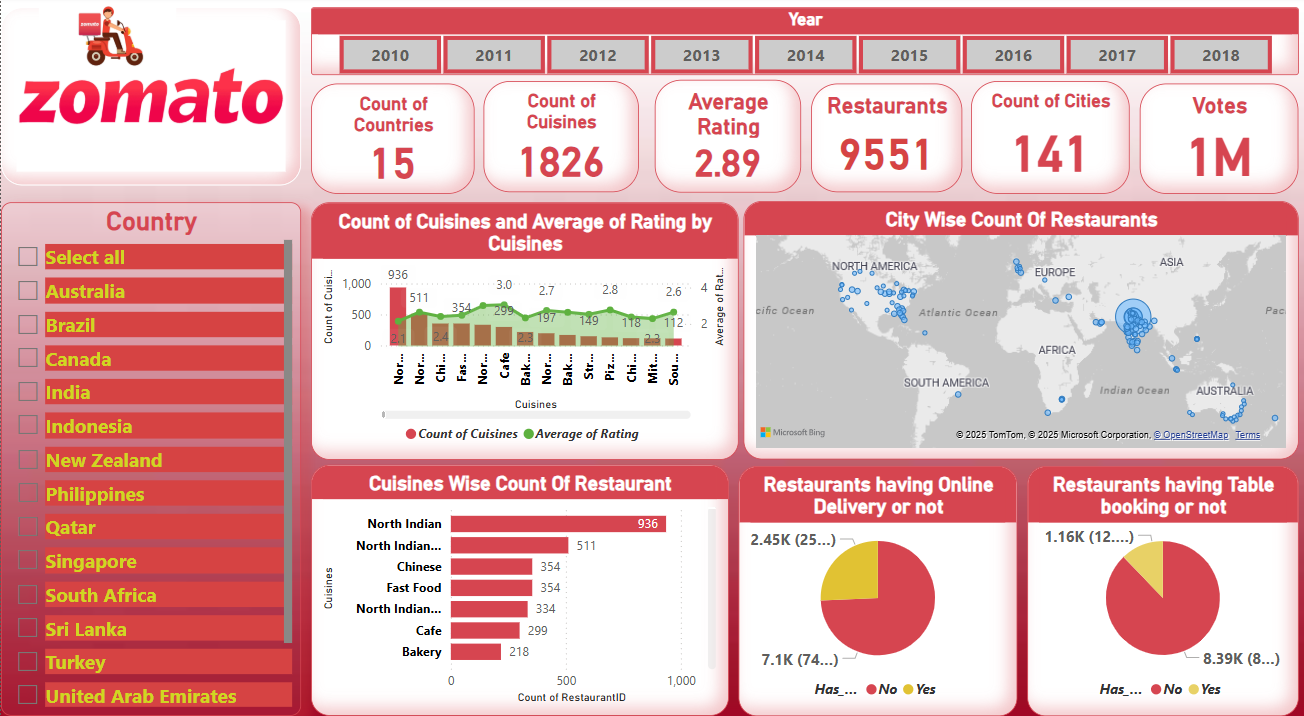 zomato
zomato
Year
2010 2011 2012 2013 2014 2015 2016 2017 2018
Count of Countries
15
Count of Cuisines
1826
Average Rating
2.89
Restaurants
9551
Count of Cities
141
Votes
1M
Country
Select all
Australia
Brazil
Canada
India
Indonesia
New Zealand
Philippines
Qatar
Singapore
South Africa
Sri Lanka
Turkey
United Arab Emirates
Count of Cuisines and Average of Rating by
Cuisines
Count of Cuisi...
1,000
500
0
936
511
354
299
197
149
118
112
2.1
2.4
3.0
2.3
2.7
2.8
2.3
2.6
4
2
Average of Rat...
Nor... Nor... Chi... Fas... Nor... Cafe Bak... Nor... Bak... Str... Piz... Chi... Mit... Sou...
Cuisines
Count of Cuisines Average of Rating
City Wise Count Of Restaurants
NORTH AMERICA
EUROPE
ASIA
cific Ocean
Atlantic Ocean
Pac
AFRICA
SOUTH AMERICA
Indian Ocean
AUSTRALIA
Microsoft Bing
© 2025 TomTom, © 2025 Microsoft Corporation, © OpenStreetMap Terms
Cuisines Wise Count Of Restaurant
Cuisines
North Indian 936
North Indian... 511
Chinese 354
Fast Food 354
North Indian... 334
Cafe 299
Bakery 218
0 500 1,000
Count of RestaurantID
Restaurants having Online
Delivery or not
2.45K (25...)
7.1K (74...)
Has_... No Yes
Restaurants having Table
booking or not
1.16K (12....)
8.39K (8...)
Has_... No Yes